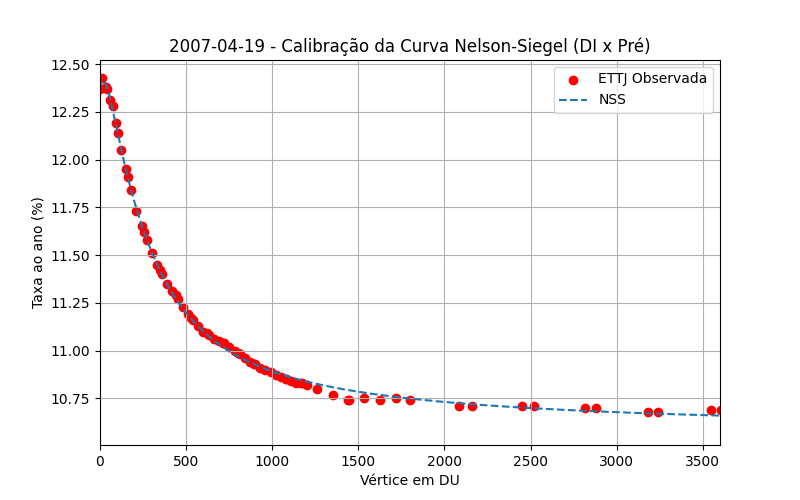 2007-04-19 - Calibração da Curva Nelson-Siegel (DI x Pré)
ETTJ Observada
NSS
Taxa ao ano (%)
12.50
12.25
12.00
11.75
11.50
11.25
11.00
10.75
0 500 1000 1500 2000 2500 3000 3500
Vértice em DU